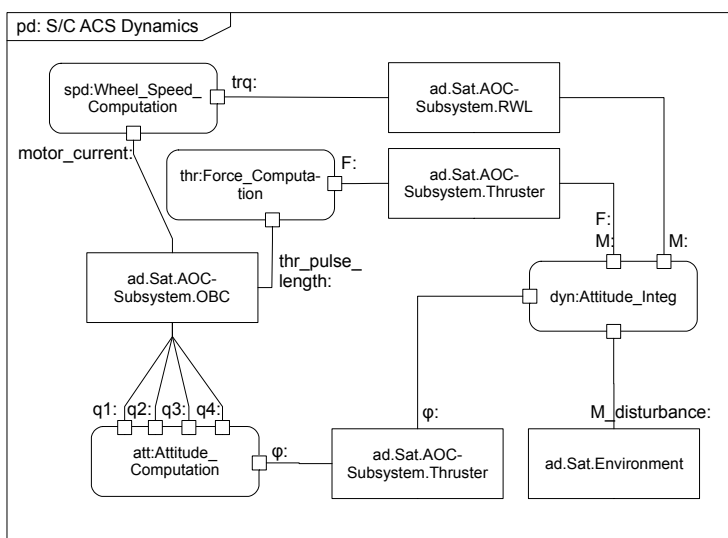 pd: S/C ACS Dynamics
spd:Wheel_Speed_
Computation
trq:
ad.Sat.AOC-
Subsystem.RWL
motor_current:
thr:Force_Computa-
tion
F:
ad.Sat.AOC-
Subsystem.Thruster
F:
M:
M:
ad.Sat.AOC-
Subsystem.OBC
thr_pulse_
length:
dyn:Attitude_Integ
q1:
q2:
q3:
q4:
φ:
M_disturbance:
att:Attitude_
Computation
φ:
ad.Sat.AOC-
Subsystem.Thruster
ad.Sat.Environment